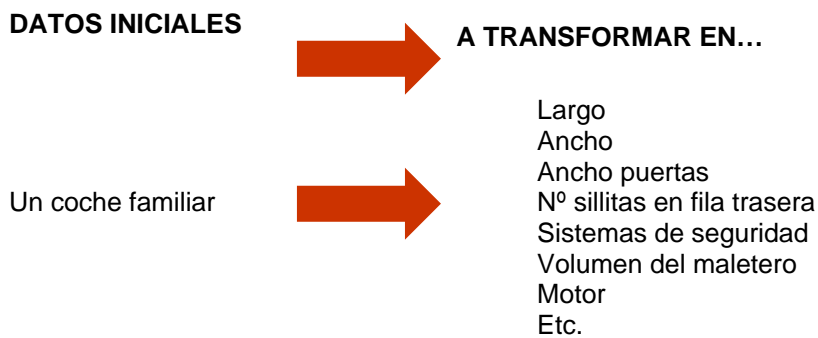 DATOS INICIALES
A TRANSFORMAR EN…
Un coche familiar
Largo
Ancho
Ancho puertas
Nº sillitas en fila trasera
Sistemas de seguridad
Volumen del maletero
Motor
Etc.